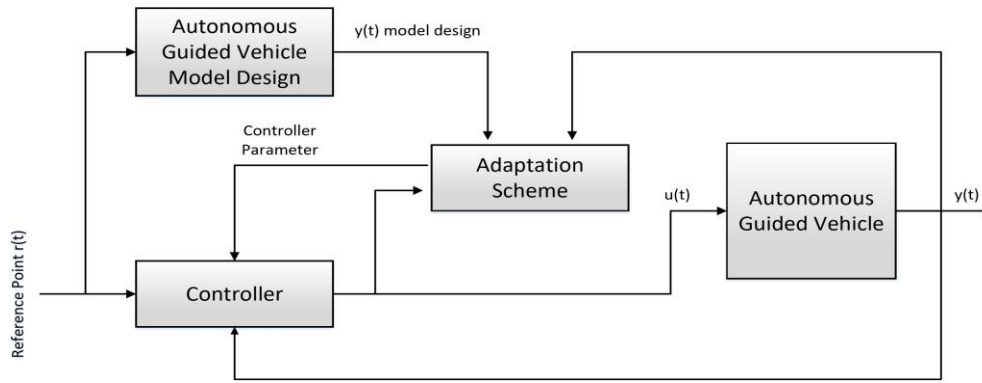 Autonomous
Guided Vehicle
Model Design
y(t) model design
Controller
Parameter
Adaptation
Scheme
u(t)
Autonomous
Guided Vehicle
y(t)
Reference Point r(t)
Controller